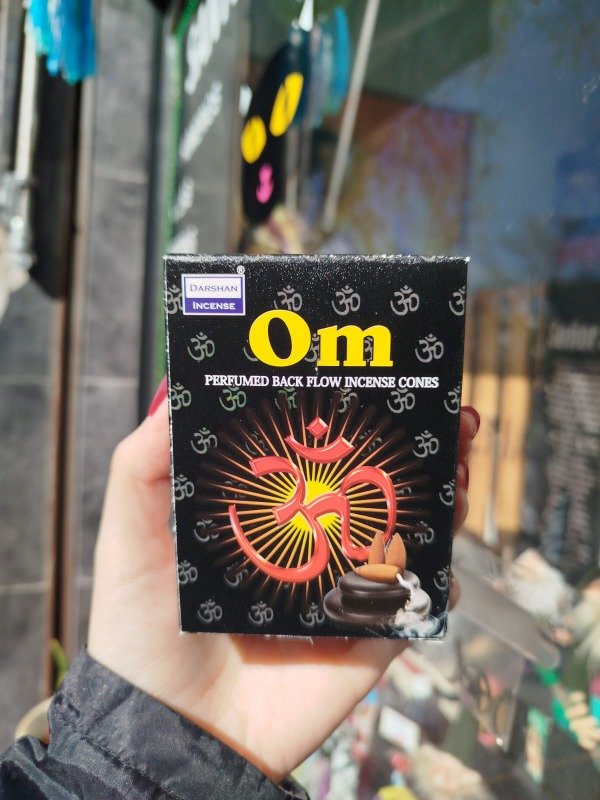 DARSHAN
INCENSE
®
Om
PERFUMED BACK FLOW INCENSE CONES
ॐ